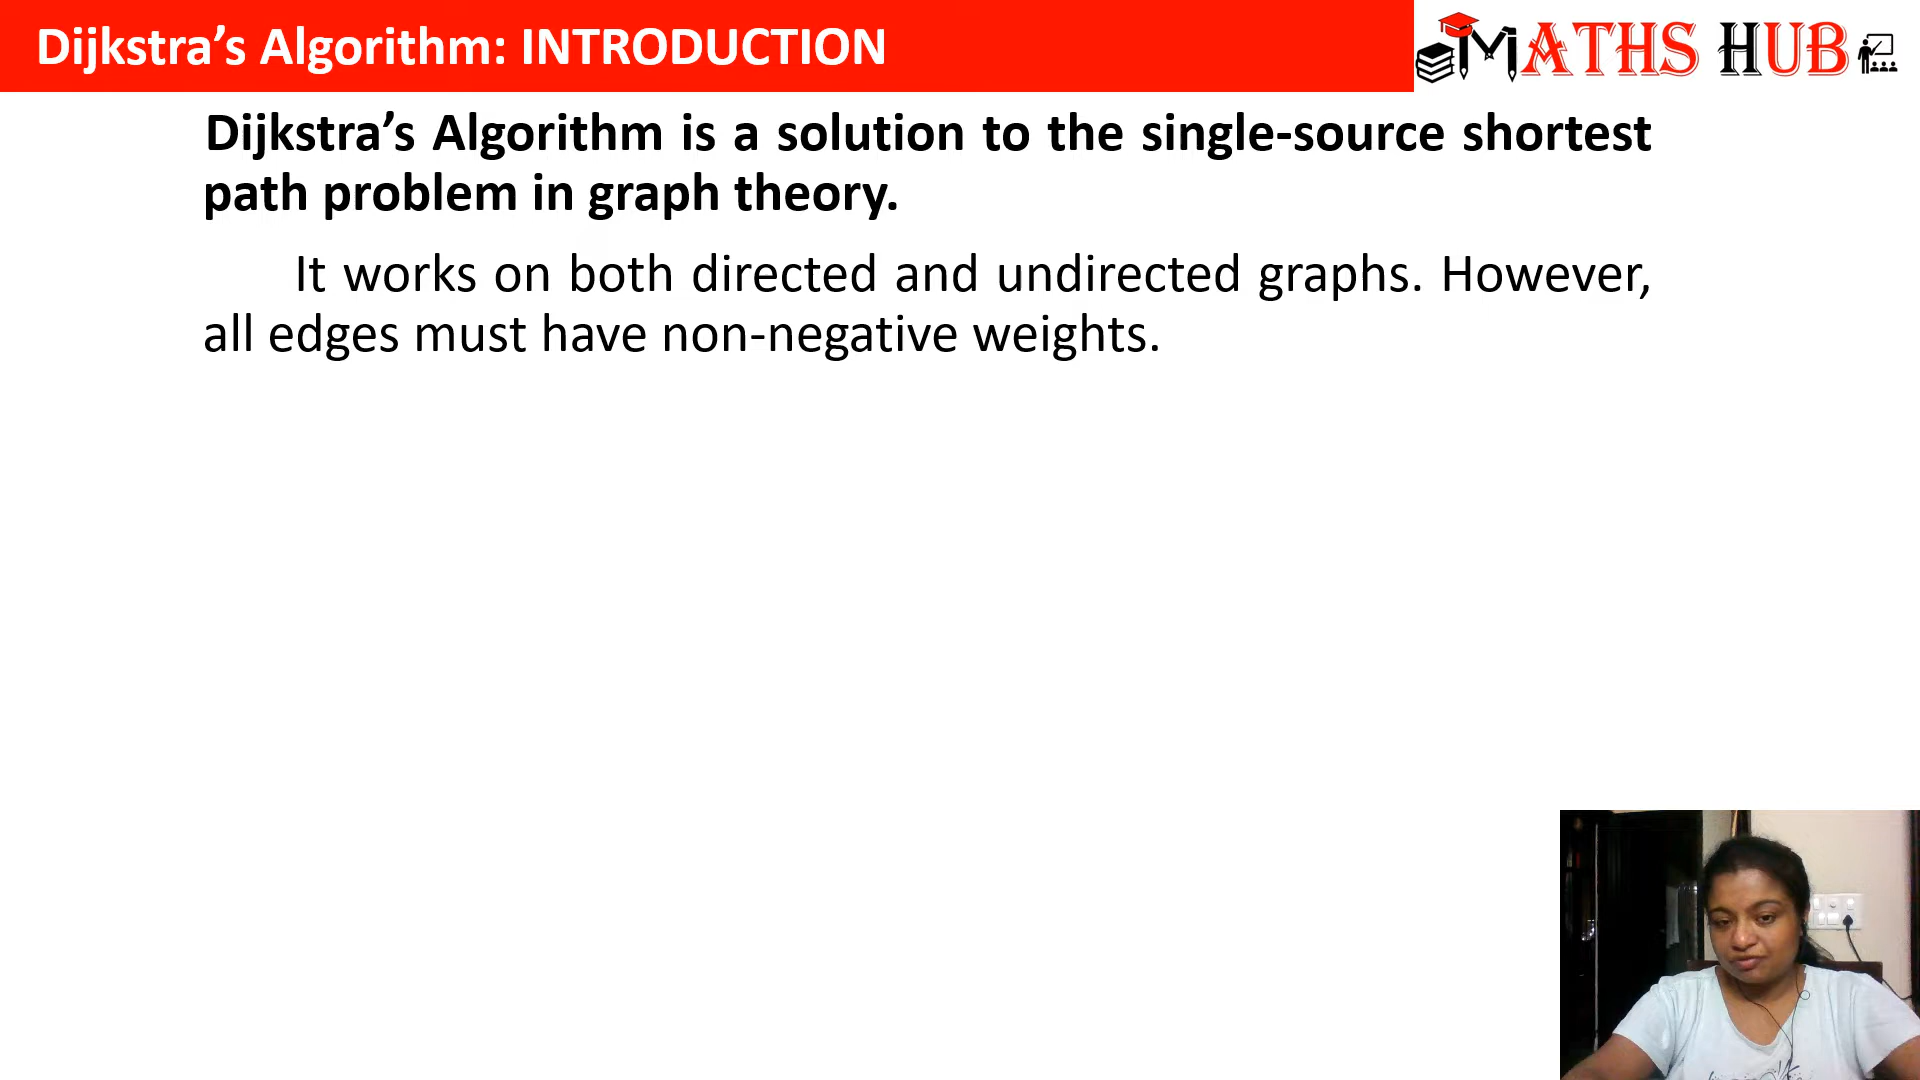 Dijkstra’s Algorithm: INTRODUCTION
MATHS HUB
Dijkstra’s Algorithm is a solution to the single-source shortest
path problem in graph theory.
It works on both directed and undirected graphs. However,
all edges must have non-negative weights.